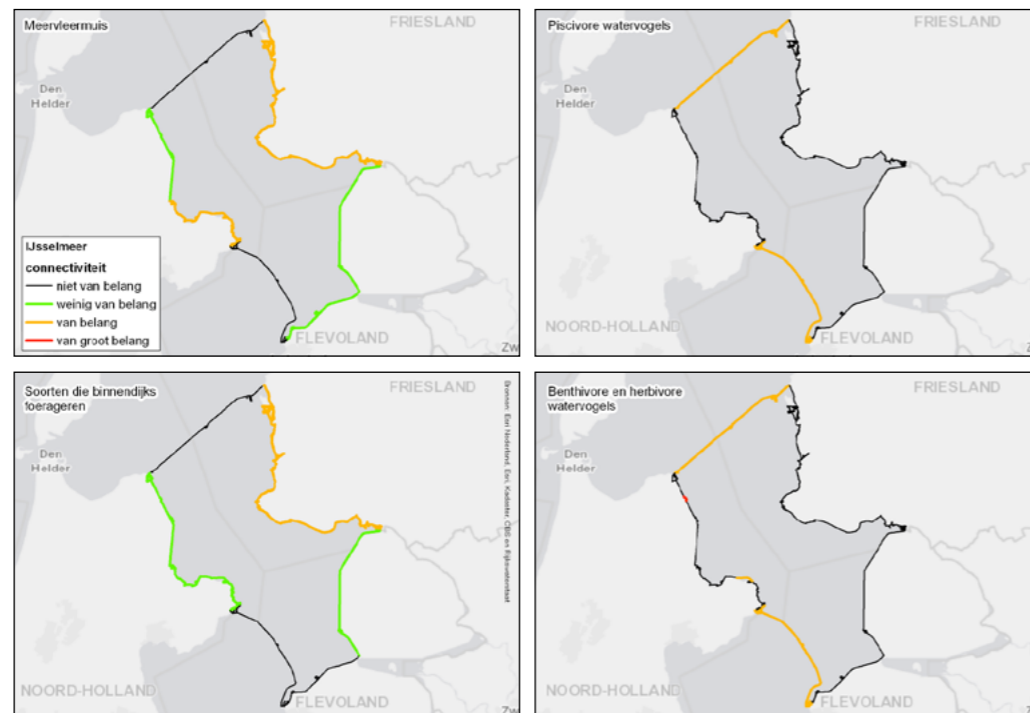 Meervleermuis
FRIESLAND
Den
Helder
IJsselmeer
connectiviteit
niet van belang
weinig van belang
van belang
van groot belang
FLEVOLAND
Zw
Piscivore watervogels
FRIESLAND
Den
Helder
NOORD-HOLLAND
FLEVOLAND
Z
Soorten die binnendijks
foerageren
FRIESLAND
Den
Helder
Bronnen: Esri Nederland, Esri, Kadaster, CBS en Rijkswaterstaat
NOORD-HOLLAND
FLEVOLAND
Zw
Benthivore en herbivore
watervogels
FRIESLAND
Den
Helder
NOORD-HOLLAND
FLEVOLAND
Z